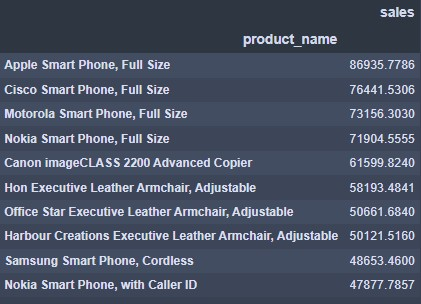 sales
product_name
Apple Smart Phone, Full Size 86935.7786
Cisco Smart Phone, Full Size 76441.5306
Motorola Smart Phone, Full Size 73156.3030
Nokia Smart Phone, Full Size 71904.5555
Canon imageCLASS 2200 Advanced Copier 61599.8240
Hon Executive Leather Armchair, Adjustable 58193.4841
Office Star Executive Leather Armchair, Adjustable 50661.6840
Harbour Creations Executive Leather Armchair, Adjustable 50121.5160
Samsung Smart Phone, Cordless 48653.4600
Nokia Smart Phone, with Caller ID 47877.7857